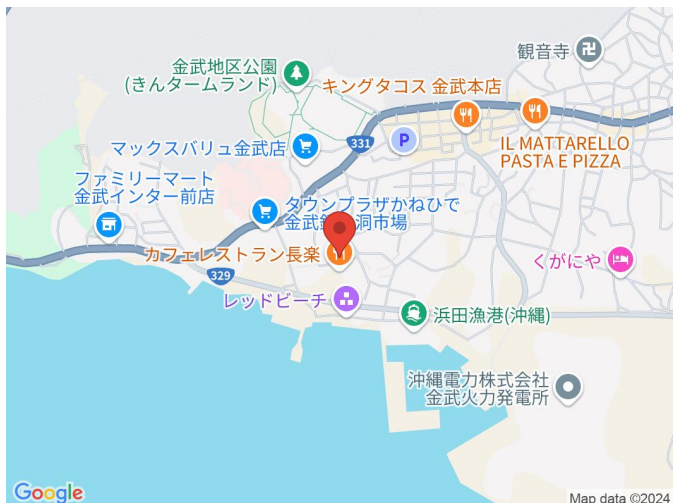 観音寺
金武地区公園
(きんタームランド)
キングタコス 金武本店
331
P
IL MATTARELLO
PASTA E PIZZA
マックスバリュ金武店
ファミリーマート
金武インター前店
タウンプラザかねひで
カフェレストラン長楽
くがにや
329
レッドビーチ
浜田漁港(沖縄)
沖縄電力株式会社
金武火力発電所
Google
Map data ©2024